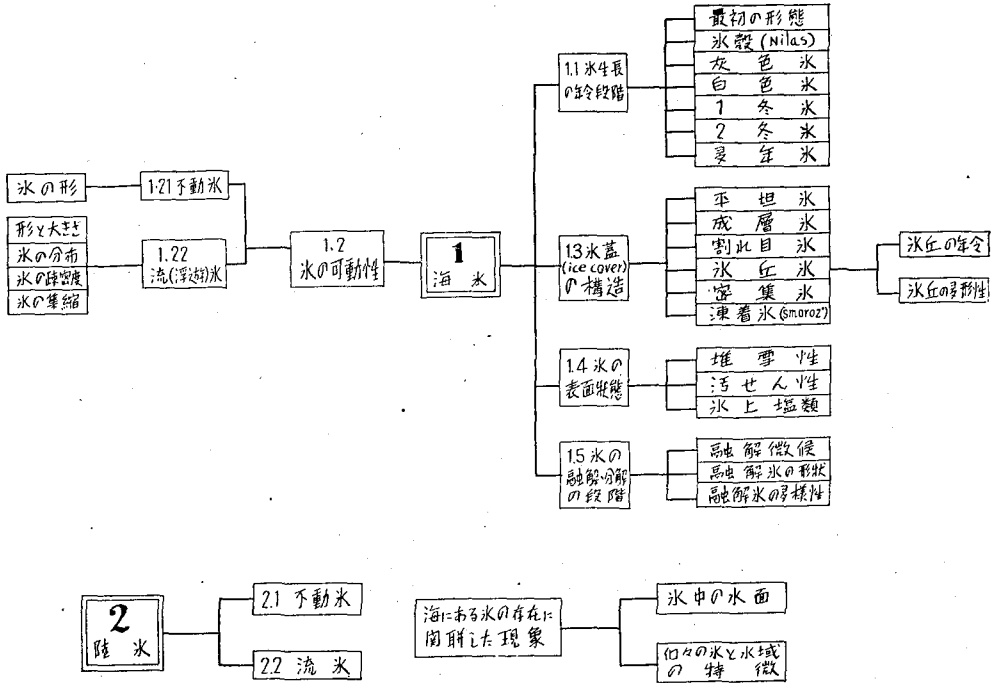 最初の形態
氷殻(Nilas)
灰色氷
白色氷
1冬氷
2冬氷
多年氷
1.1 氷生長
の年令段階
氷の形
1.21 不動氷
形と大きさ
氷の分布
氷の疎密度
氷の集縮
1.22
流(浮遊)氷
1.2
氷の可動性
1
海氷
1.3 氷蓋
(ice cover)
の構造
平坦氷
成層氷
割れ目氷
氷丘氷
密集氷
凍着氷(smoroz')
氷丘の年令
氷丘の多形性
1.4 氷の
表面状態
堆雪性
汚せん性
氷上塩類
1.5 氷の
融解・分解
の段階
融解徴候
融解氷の形状
融解氷の多様性
2
陸氷
2.1 不動氷
2.2 流氷
海にある氷の存在に
関聯した現象
氷中の水面
個々の氷と水域
の特徴